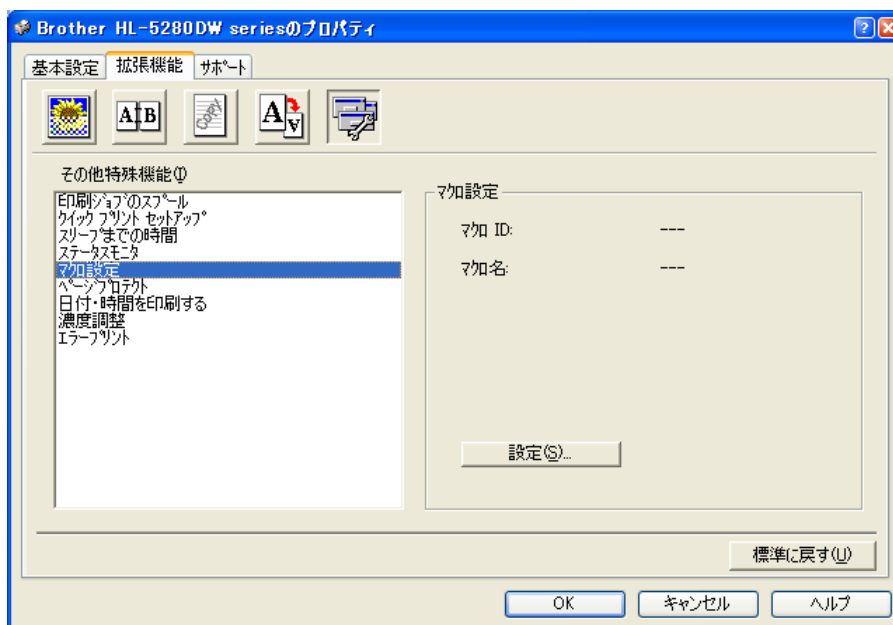 Brother HL-5280DW seriesのプロパティ
基本設定 拡張機能 ｻﾎﾟｰﾄ
A B COPY A A
その他特殊機能(I)
印刷ｼﾞｮﾌﾞのｽﾌﾟｰﾙ
ｸｲｯｸ ﾌﾟﾘﾝﾄ ｾｯﾄｱｯﾌﾟ
ｽﾘｰﾌﾟまでの時間
ｽﾃｰﾀｽﾓﾆﾀ
ﾏｸﾛ設定
ﾍﾟｰｼﾞﾌﾟﾛﾃｸﾄ
日付・時間を印刷する
濃度調整
ｴﾗｰﾌﾟﾘﾝﾄ
ﾏｸﾛ設定
ﾏｸﾛ ID: ---
ﾏｸﾛ名: ---
設定(S)...
標準に戻す(U)
OK キャンセル ヘルプ